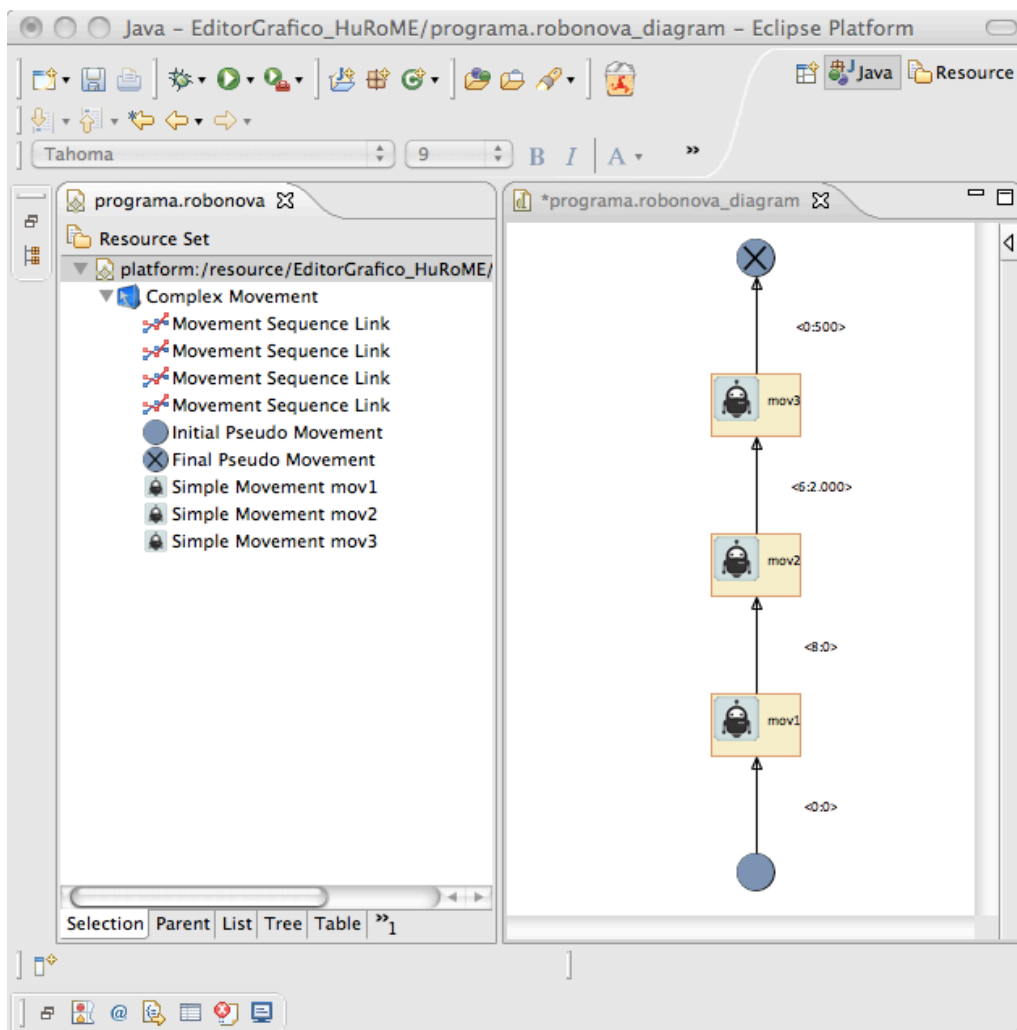 Java – EditorGrafico_HuRoME/programa.robonova_diagram – Eclipse Platform
Java Resource
Tahoma 9 B I A »
programa.robonova
Resource Set
platform:/resource/EditorGrafico_HuRoME/
Complex Movement
Movement Sequence Link
Movement Sequence Link
Movement Sequence Link
Movement Sequence Link
Initial Pseudo Movement
Final Pseudo Movement
Simple Movement mov1
Simple Movement mov2
Simple Movement mov3
Selection Parent List Tree Table »1
*programa.robonova_diagram
<0:500>
mov3
<6:2.000>
mov2
<8:0>
mov1
<0:0>